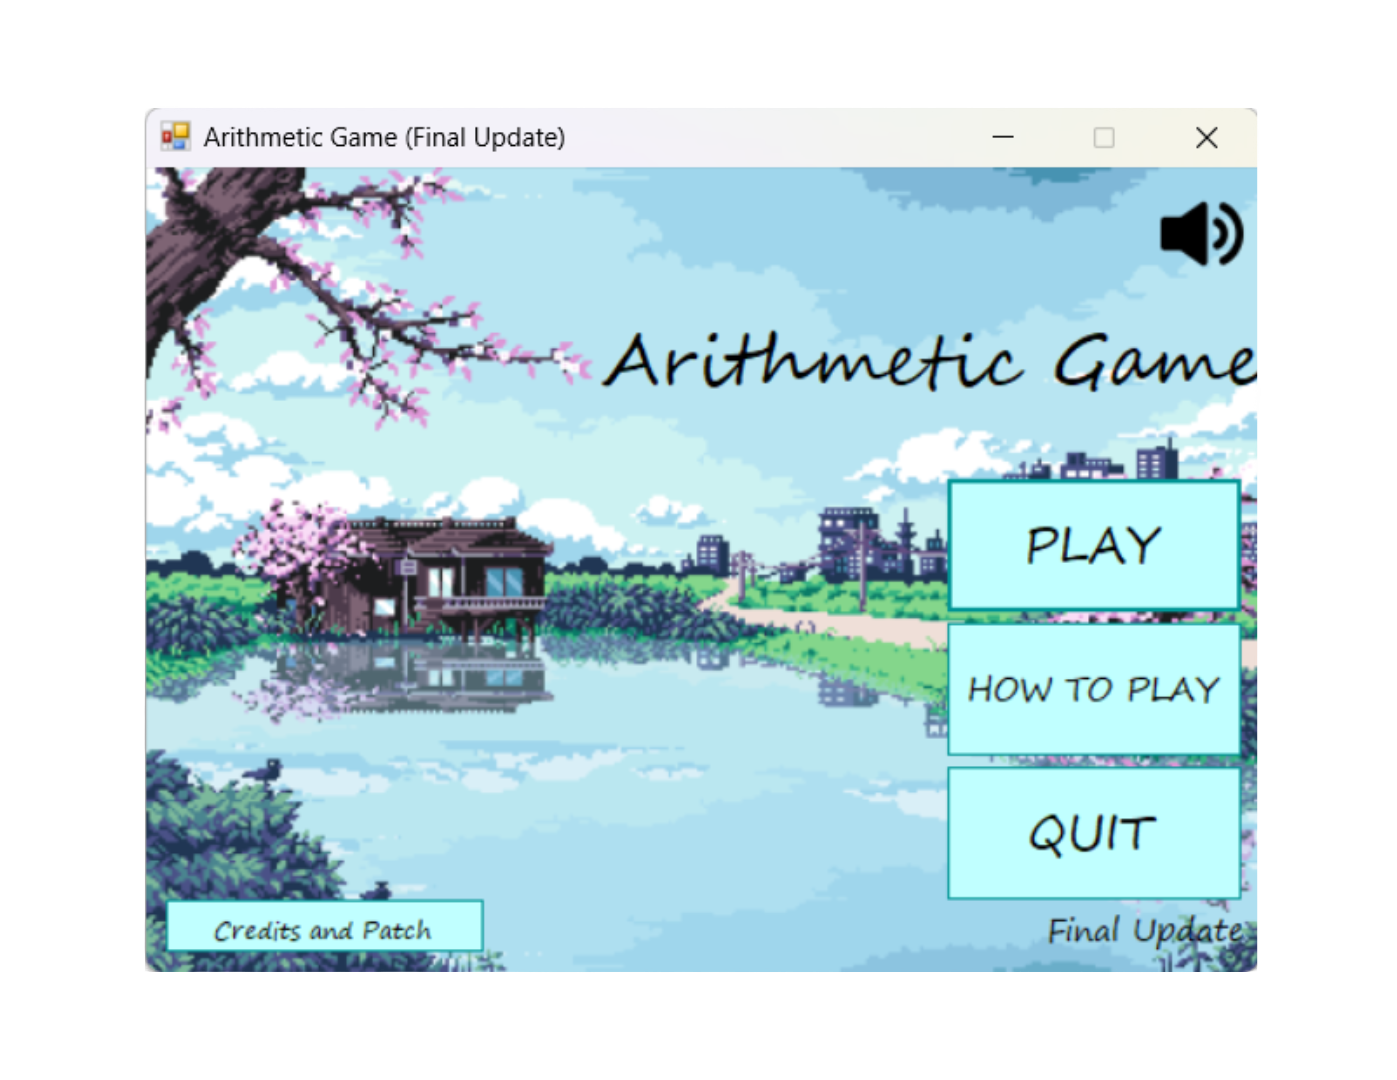 Arithmetic Game (Final Update)
Arithmetic Game
PLAY
HOW TO PLAY
QUIT
Credits and Patch
Final Update